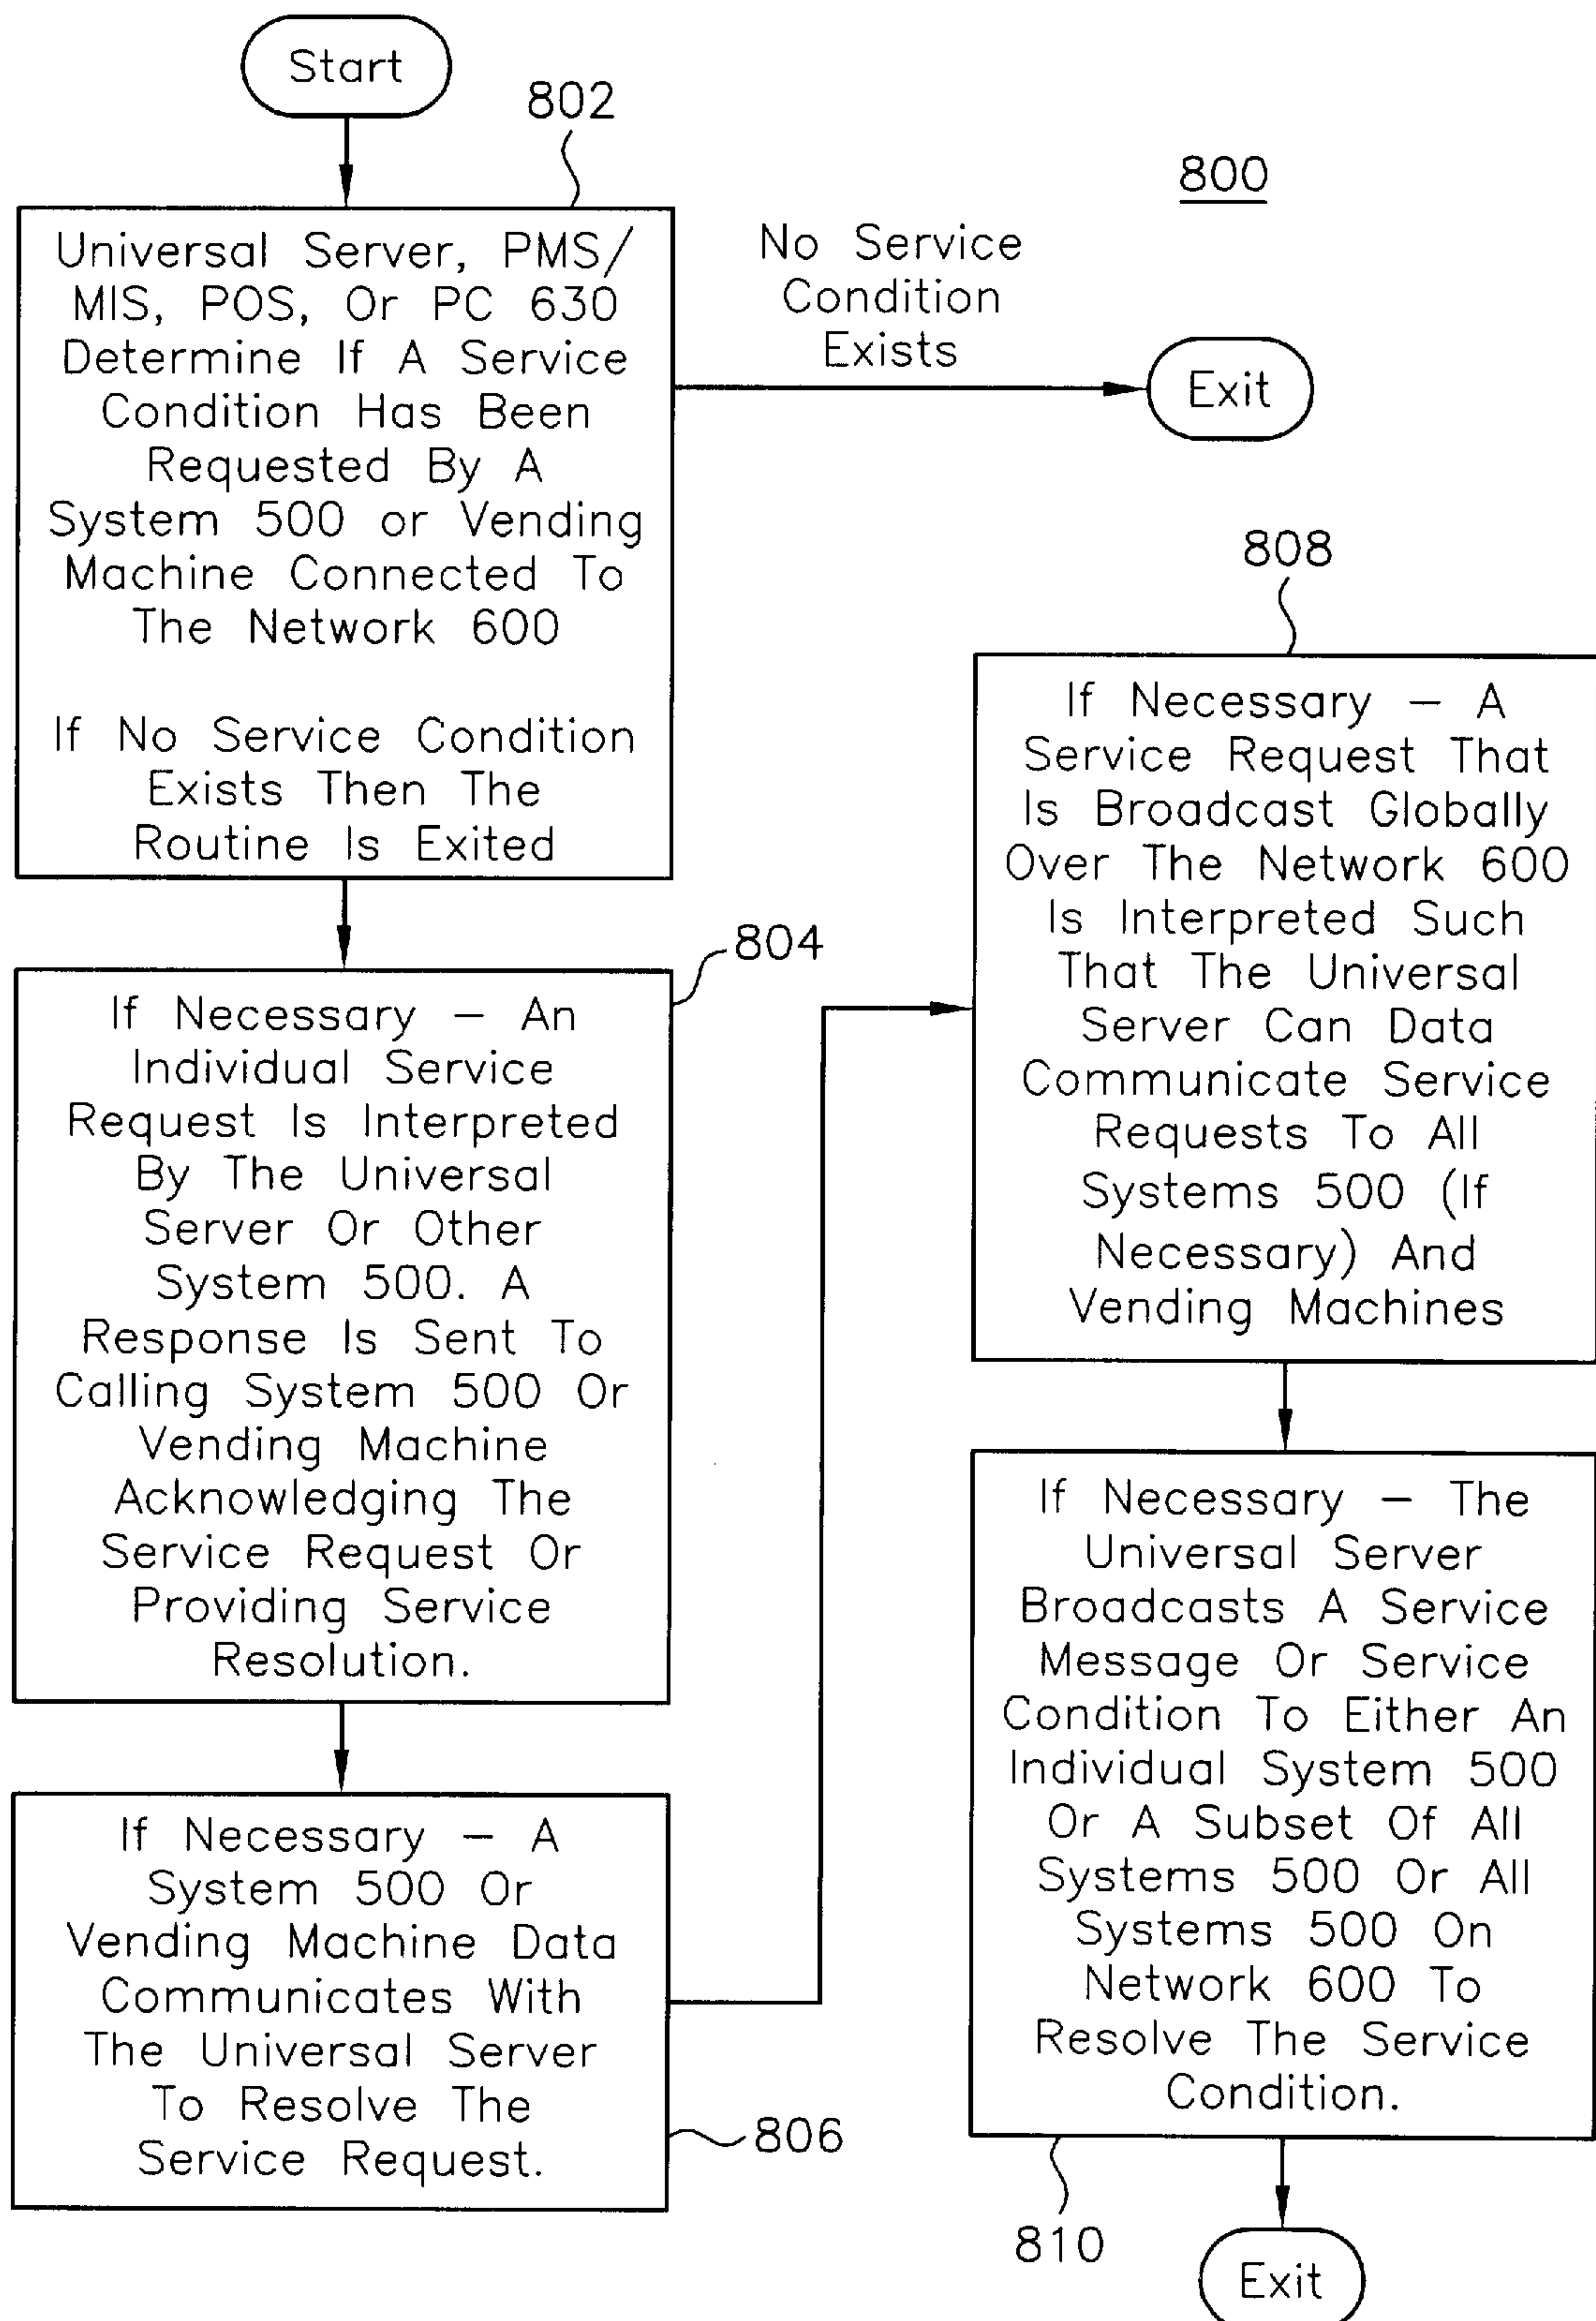 Start
802
800
Universal Server, PMS/
MIS, POS, Or PC 630
Determine If A Service
Condition Has Been
Requested By A
System 500 or Vending
Machine Connected To
The Network 600
If No Service Condition
Exists Then The
Routine Is Exited
No Service
Condition
Exists
Exit
804
If Necessary – An
Individual Service
Request Is Interpreted
By The Universal
Server Or Other
System 500. A
Response Is Sent To
Calling System 500 Or
Vending Machine
Acknowledging The
Service Request Or
Providing Service
Resolution.
If Necessary – A
System 500 Or
Vending Machine Data
Communicates With
The Universal Server
To Resolve The
Service Request.
806
808
If Necessary – A
Service Request That
Is Broadcast Globally
Over The Network 600
Is Interpreted Such
That The Universal
Server Can Data
Communicate Service
Requests To All
Systems 500 (If
Necessary) And
Vending Machines
If Necessary – The
Universal Server
Broadcasts A Service
Message Or Service
Condition To Either An
Individual System 500
Or A Subset Of All
Systems 500 Or All
Systems 500 On
Network 600 To
Resolve The Service
Condition.
810
Exit